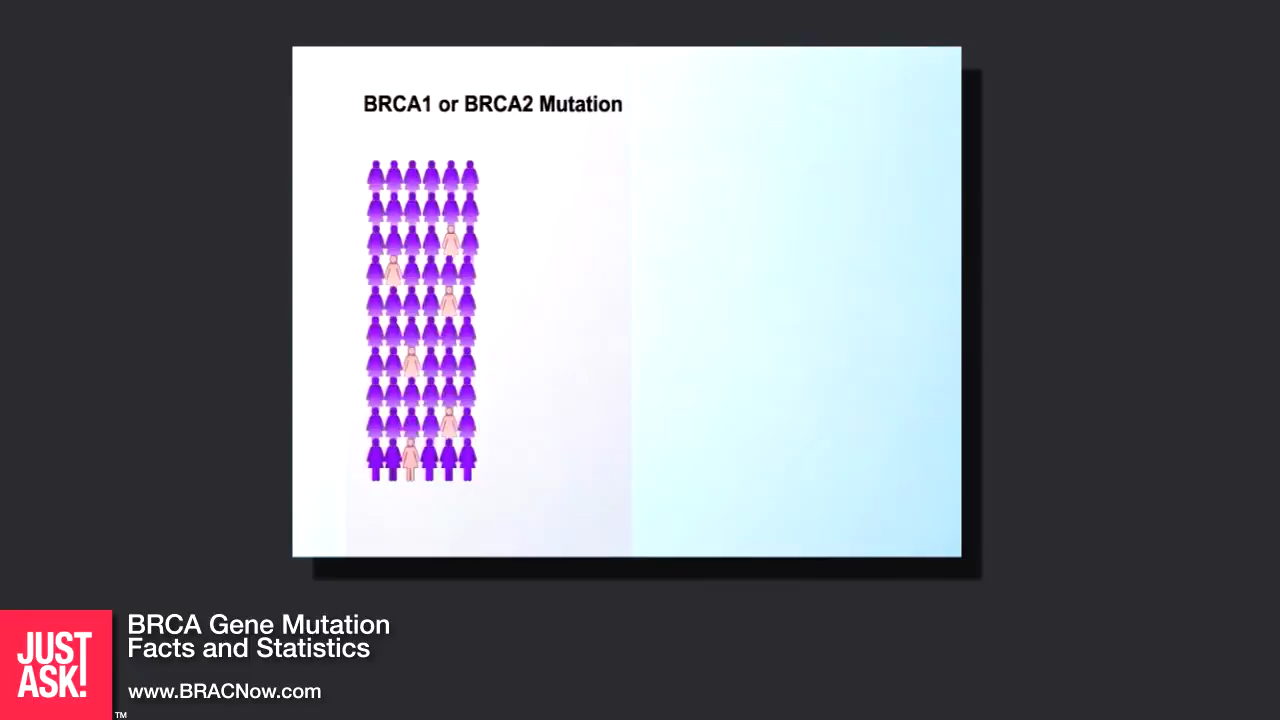 BRCA1 or BRCA2 Mutation
JUST
ASK!
TM
BRCA Gene Mutation
Facts and Statistics
www.BRACNow.com